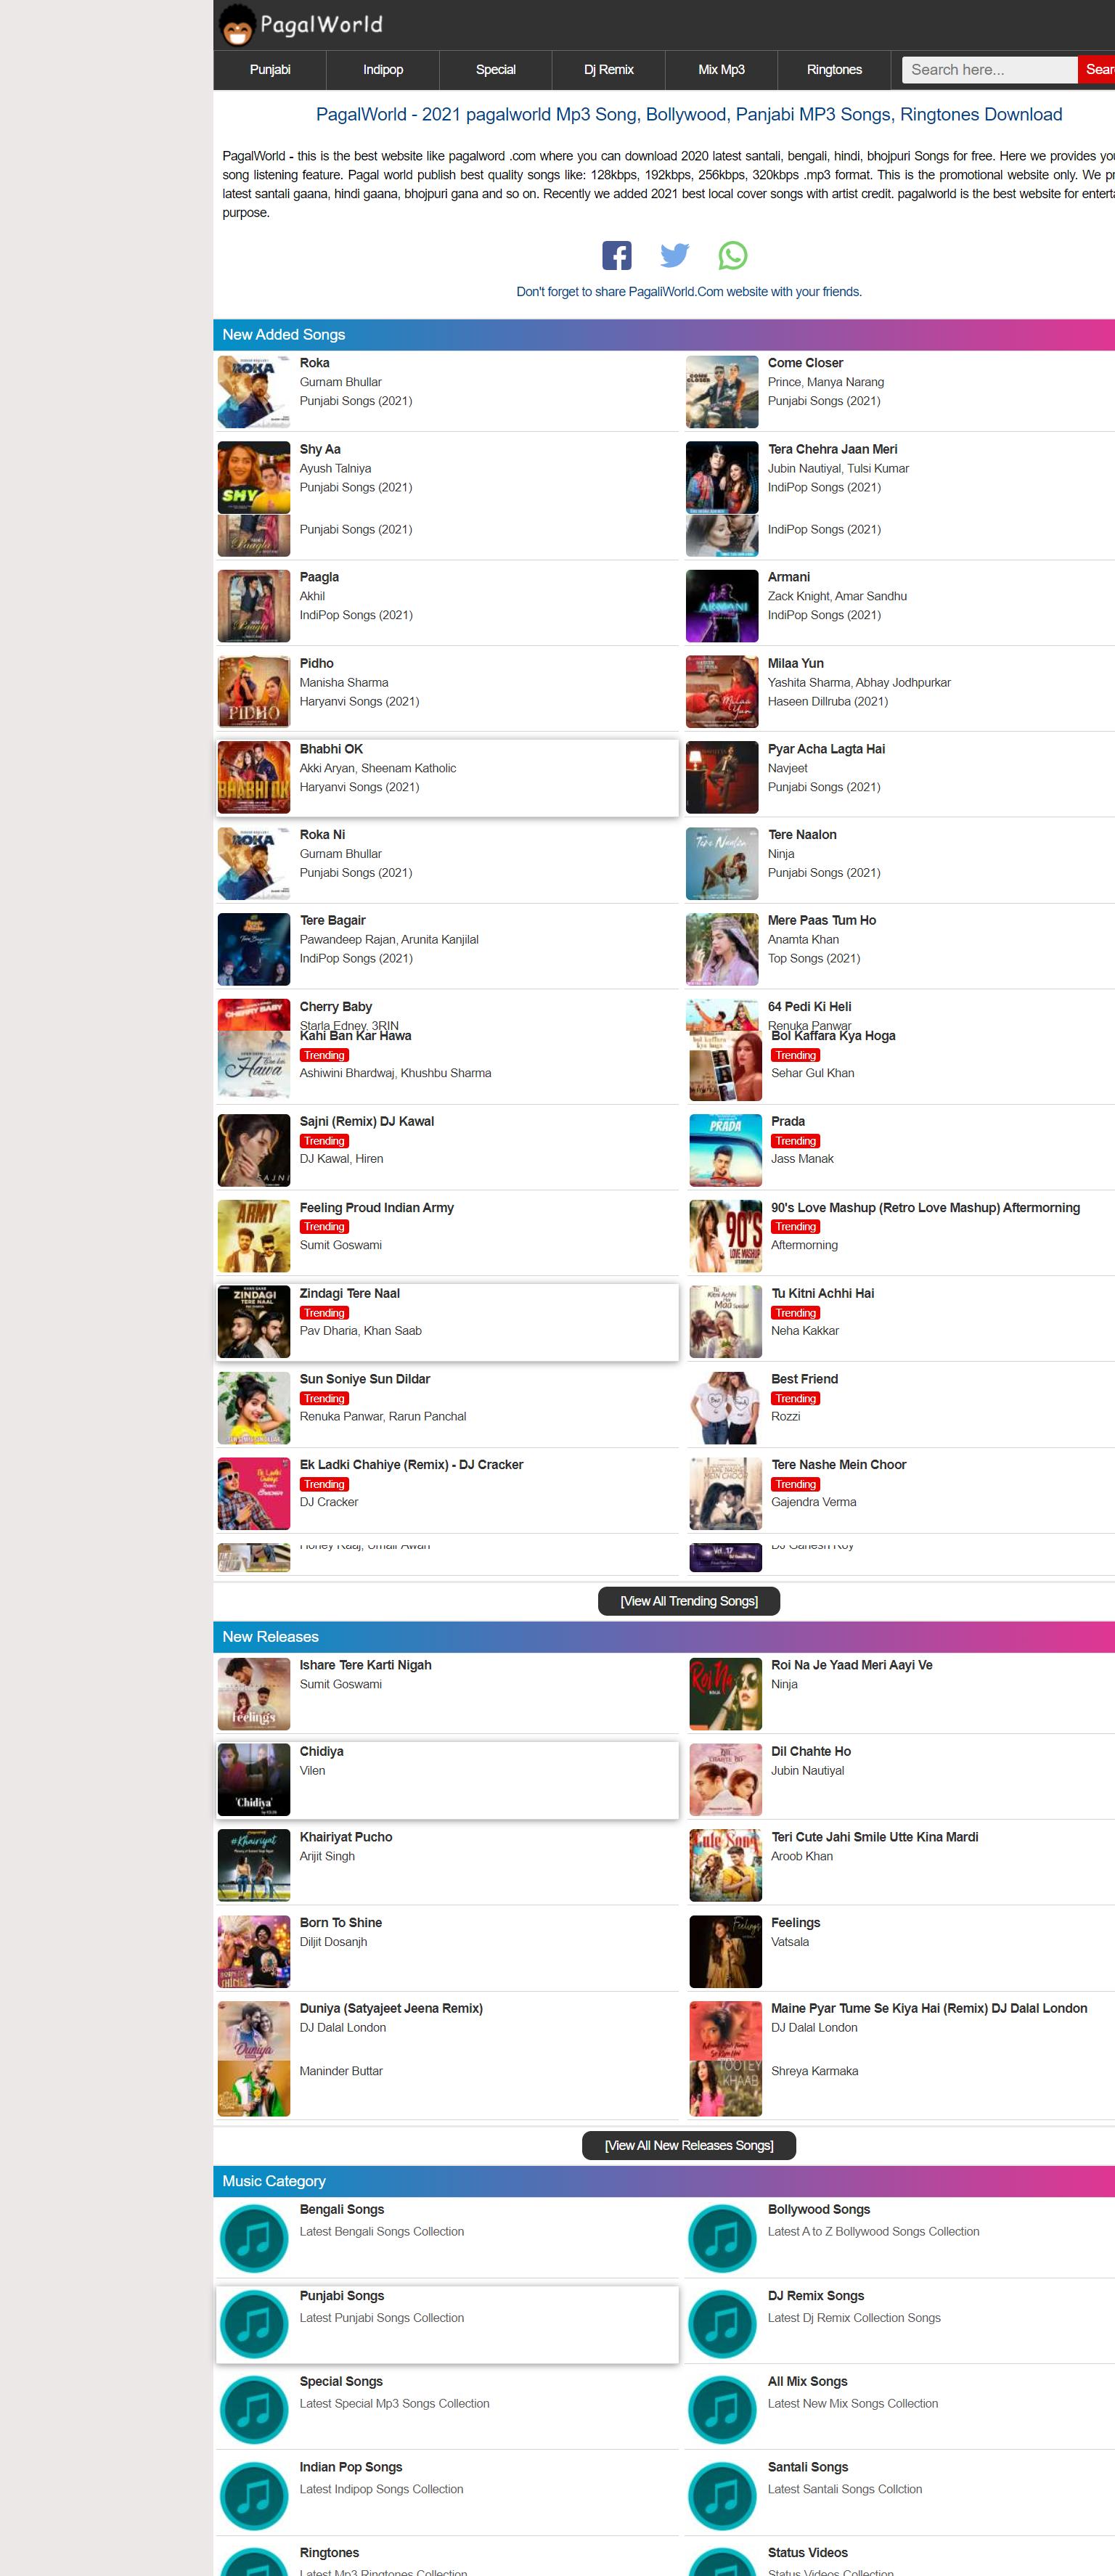 PagalWorld
Punjabi
Indipop
Special
Dj Remix
Mix Mp3
Ringtones
Search here...
PagalWorld - 2021 pagalworld Mp3 Song, Bollywood, Panjabi MP3 Songs, Ringtones Download
PagalWorld - this is the best website like pagalword .com where you can download 2020 latest santali, bengali, hindi, bhojpuri Songs for free. Here we provides
song listening feature. Pagal world publish best quality songs like: 128kbps, 192kbps, 256kbps, 320kbps .mp3 format. This is the promotional website only. We
latest santali gaana, hindi gaana, bhojpuri gana and so on. Recently we added 2021 best local cover songs with artist credit. pagalworld is the best website for
purpose.
Don't forget to share PagaliWorld.Com website with your friends.
New Added Songs
Roka
Gurnam Bhullar
Punjabi Songs (2021)
Come Closer
Prince, Manya Narang
Punjabi Songs (2021)
Shy Aa
Ayush Talniya
Punjabi Songs (2021)
Tera Chehra Jaan Meri
Jubin Nautiyal, Tulsi Kumar
IndiPop Songs (2021)
Punjabi Songs (2021)
IndiPop Songs (2021)
Paagla
Akhil
IndiPop Songs (2021)
Armani
Zack Knight, Amar Sandhu
IndiPop Songs (2021)
Pidho
Manisha Sharma
Haryanvi Songs (2021)
Milaa Yun
Yashita Sharma, Abhay Jodhpurkar
Haseen Dillruba (2021)
Bhabhi OK
Akki Aryan, Sheenam Katholic
Haryanvi Songs (2021)
Pyar Acha Lagta Hai
Navjeet
Punjabi Songs (2021)
Roka Ni
Gurnam Bhullar
Punjabi Songs (2021)
Tere Naalon
Ninja
Punjabi Songs (2021)
Tere Bagair
Pawandeep Rajan, Arunita Kanjilal
IndiPop Songs (2021)
Mere Paas Tum Ho
Anamta Khan
Top Songs (2021)
Cherry Baby
Starla Edney, 3RIN
64 Pedi Ki Heli
Renuka Panwar
Kahi Ban Kar Hawa
Trending
Ashiwini Bhardwaj, Khushbu Sharma
Bol Kaffara Kya Hoga
Trending
Sehar Gul Khan
Sajni (Remix) DJ Kawal
Trending
DJ Kawal, Hiren
Prada
Trending
Jass Manak
Feeling Proud Indian Army
Trending
Sumit Goswami
90's Love Mashup (Retro Love Mashup) Aftermorning
Trending
Aftermorning
Zindagi Tere Naal
Trending
Pav Dharia, Khan Saab
Tu Kitni Achhi Hai
Trending
Neha Kakkar
Sun Soniye Sun Dildar
Trending
Renuka Panwar, Rarun Panchal
Best Friend
Trending
Rozzi
Ek Ladki Chahiye (Remix) - DJ Cracker
Trending
DJ Cracker
Tere Nashe Mein Choor
Trending
Gajendra Verma
[View All Trending Songs]
New Releases
Ishare Tere Karti Nigah
Sumit Goswami
Roi Na Je Yaad Meri Aayi Ve
Ninja
Chidiya
Vilen
Dil Chahte Ho
Jubin Nautiyal
Khairiyat Pucho
Arijit Singh
Teri Cute Jahi Smile Utte Kina Mardi
Aroob Khan
Born To Shine
Diljit Dosanjh
Feelings
Vatsala
Duniya (Satyajeet Jeena Remix)
DJ Dalal London
Maine Pyar Tume Se Kiya Hai (Remix) DJ Dalal London
DJ Dalal London
Maninder Buttar
Shreya Karmaka
[View All New Releases Songs]
Music Category
Bengali Songs
Latest Bengali Songs Collection
Bollywood Songs
Latest A to Z Bollywood Songs Collection
Punjabi Songs
Latest Punjabi Songs Collection
DJ Remix Songs
Latest Dj Remix Collection Songs
Special Songs
Latest Special Mp3 Songs Collection
All Mix Songs
Latest New Mix Songs Collection
Indian Pop Songs
Latest Indipop Songs Collection
Santali Songs
Latest Santali Songs Collction
Ringtones
Latest Mp3 Ringtones Collection
Status Videos
Status Videos Collection